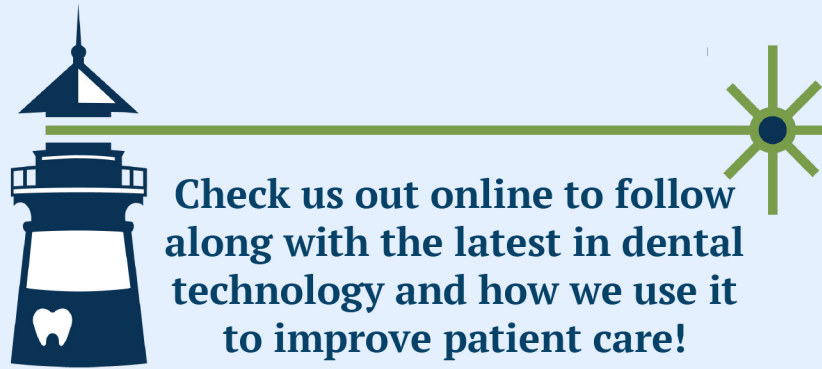 Check us out online to follow
along with the latest in dental
technology and how we use it
to improve patient care!